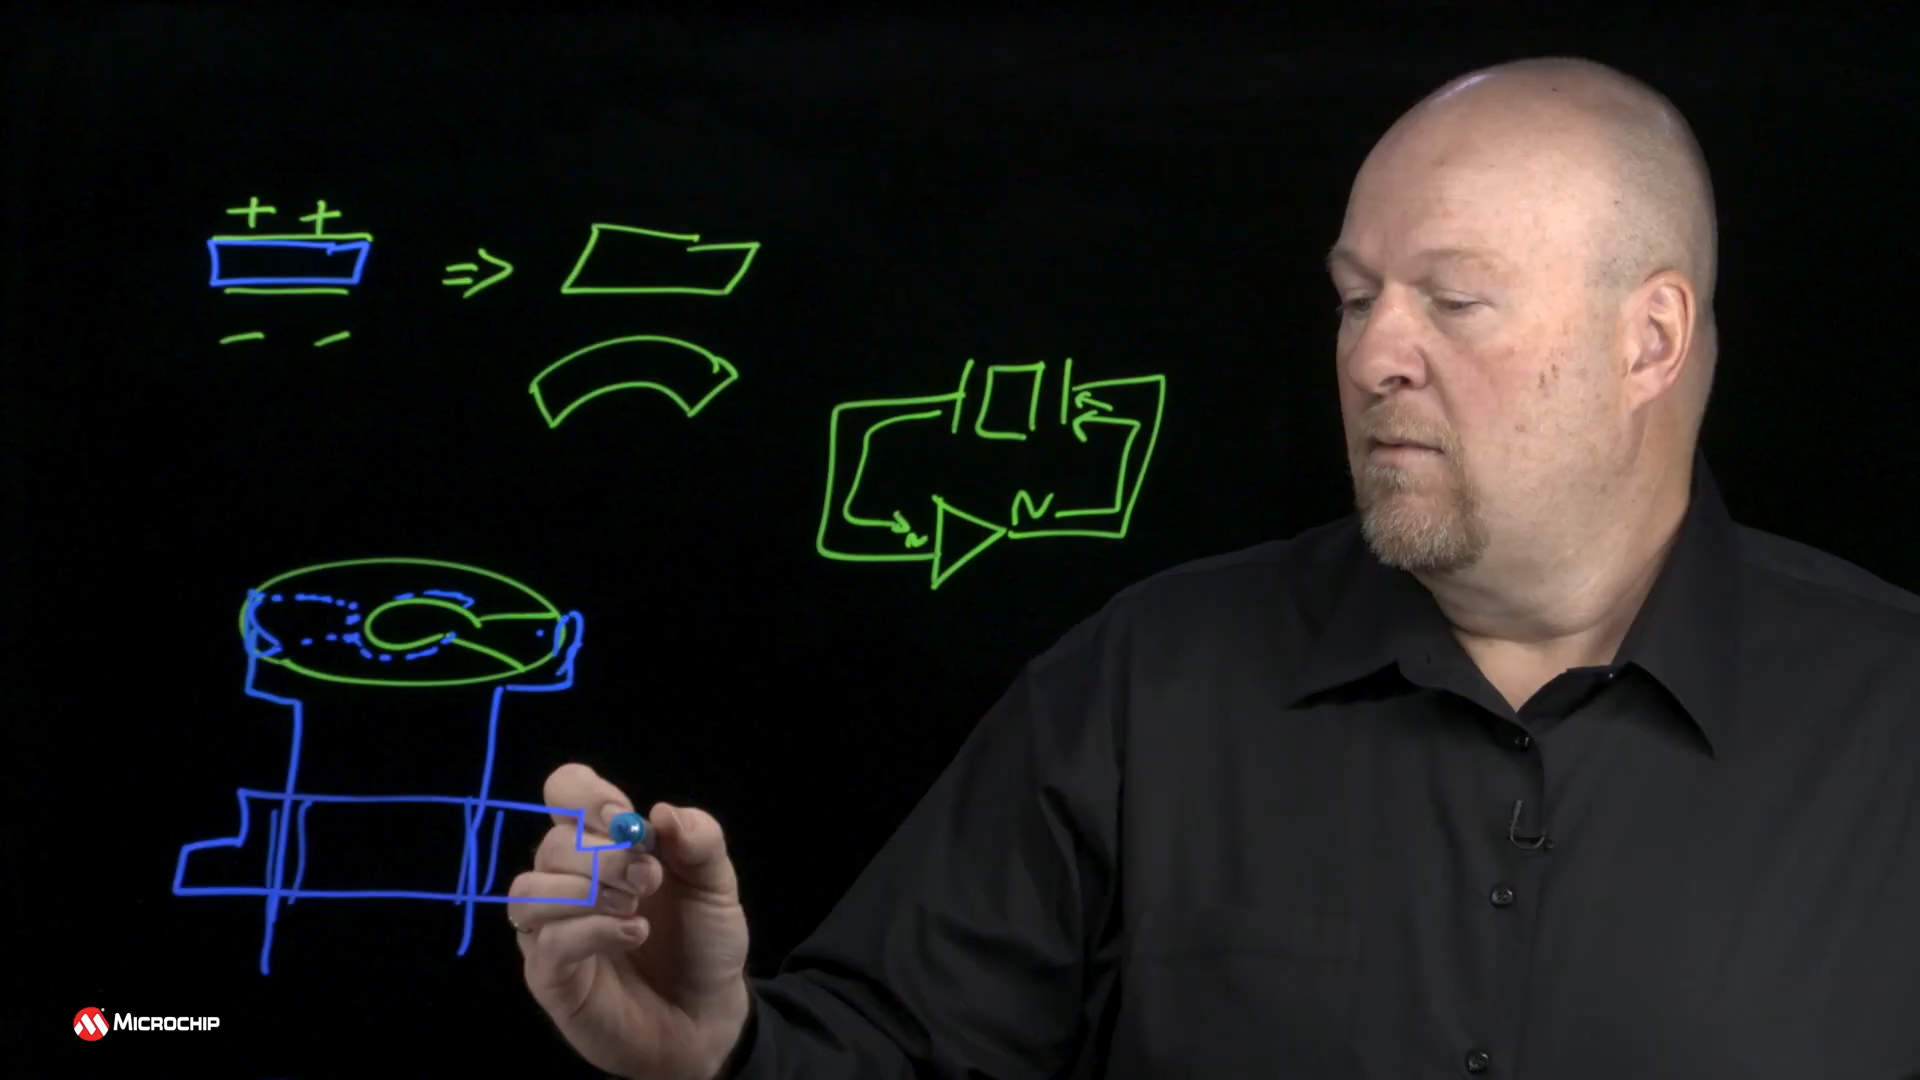 + +
=>
- -
N
~
MICROCHIP